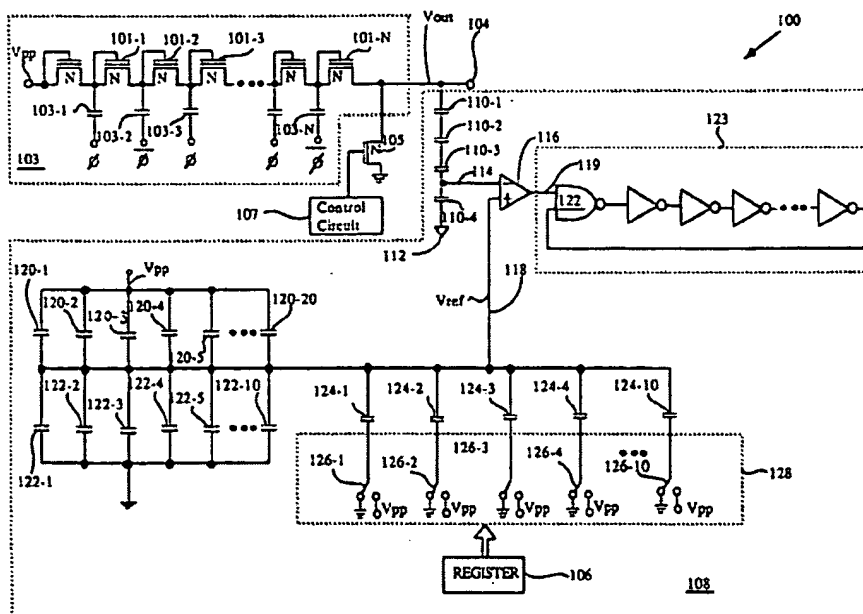 101-1 101-2 101-3 101-N Vout 104 100
Vpp
N N N N N N
103-1 103-2 103-3 103-N
ϕ ϕ̅ ϕ ϕ ϕ̅
103
N 105
107 Control Circuit
110-1
110-2
110-3
114
110-4
112
116 119 123
122
− +
Vref 118
Vpp
120-1 120-2 120-3 120-4 20-5 120-20
122-1 122-2 122-3 122-4 122-5 122-10
124-1 124-2 124-3 124-4 124-10
126-1 126-2 126-3 126-4 126-10
128
Vpp Vpp Vpp Vpp Vpp
REGISTER 106
108